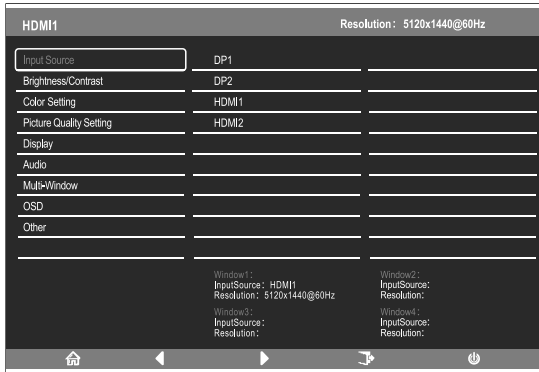 HDMI1 Resolution: 5120x1440@60Hz
Input Source DP1
Brightness/Contrast DP2
Color Setting HDMI1
Picture Quality Setting HDMI2
Display
Audio
Multi-Window
OSD
Other
Window1: Window2:
InputSource: HDMI1 InputSource:
Resolution: 5120x1440@60Hz Resolution:
Window3: Window4:
InputSource: InputSource:
Resolution: Resolution: